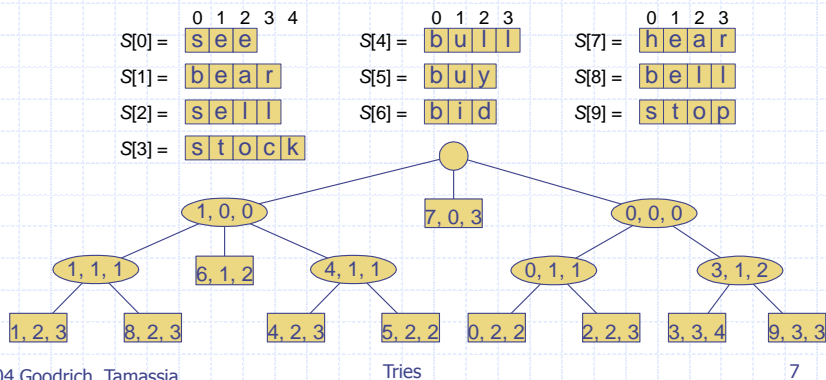 0 1 2 3 4
0 1 2 3
0 1 2 3
S[0] = s e e
S[4] = b u l l
S[7] = h e a r
S[1] = b e a r
S[5] = b u y
S[8] = b e l l
S[2] = s e l l
S[6] = b i d
S[9] = s t o p
S[3] = s t o c k
1, 0, 0
7, 0, 3
0, 0, 0
1, 1, 1
6, 1, 2
4, 1, 1
0, 1, 1
3, 1, 2
1, 2, 3
8, 2, 3
4, 2, 3
5, 2, 2
0, 2, 2
2, 2, 3
3, 3, 4
9, 3, 3
04 Goodrich, Tamassia
Tries
7